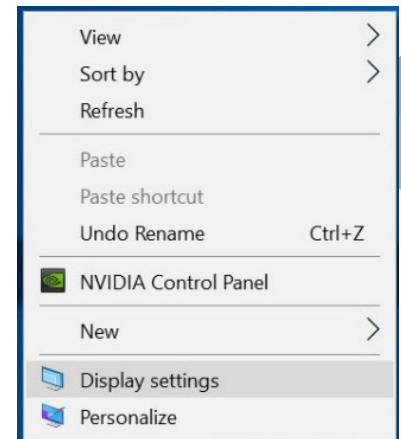 View
Sort by
Refresh
Paste
Paste shortcut
Undo Rename Ctrl+Z
NVIDIA Control Panel
New
Display settings
Personalize